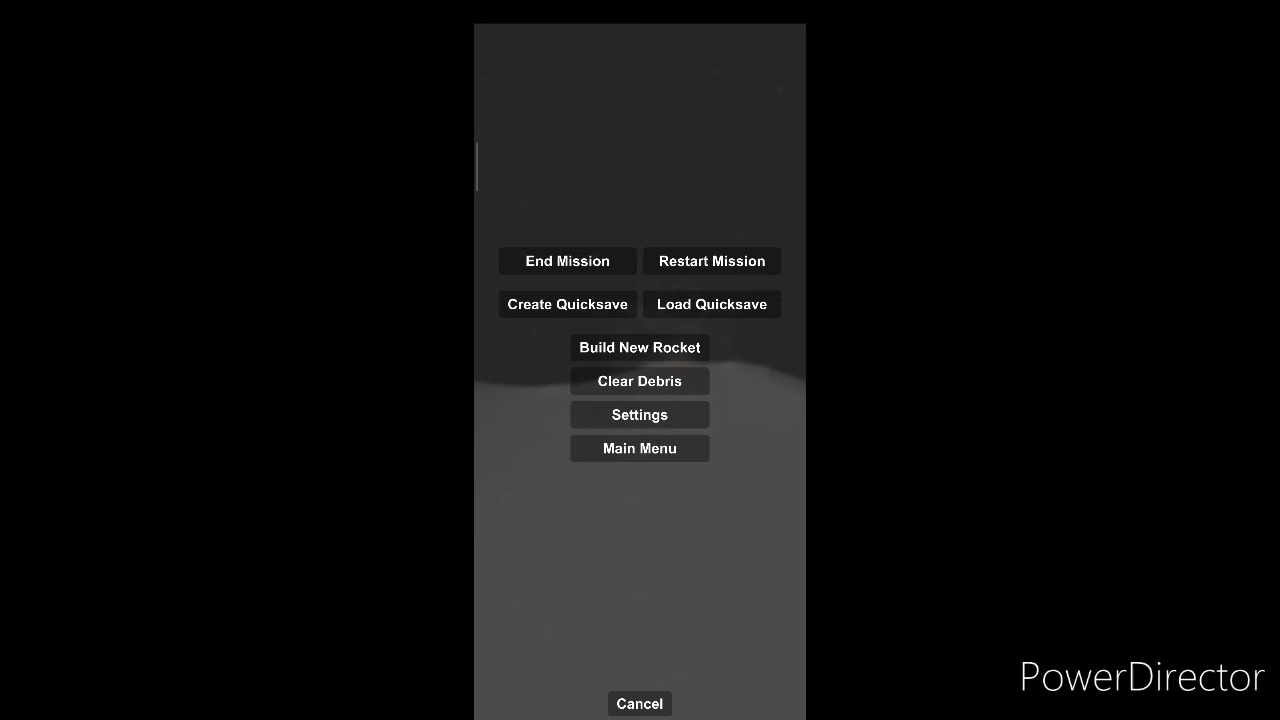 End Mission Restart Mission
Create Quicksave Load Quicksave
Build New Rocket
Clear Debris
Settings
Main Menu
Cancel
PowerDirector